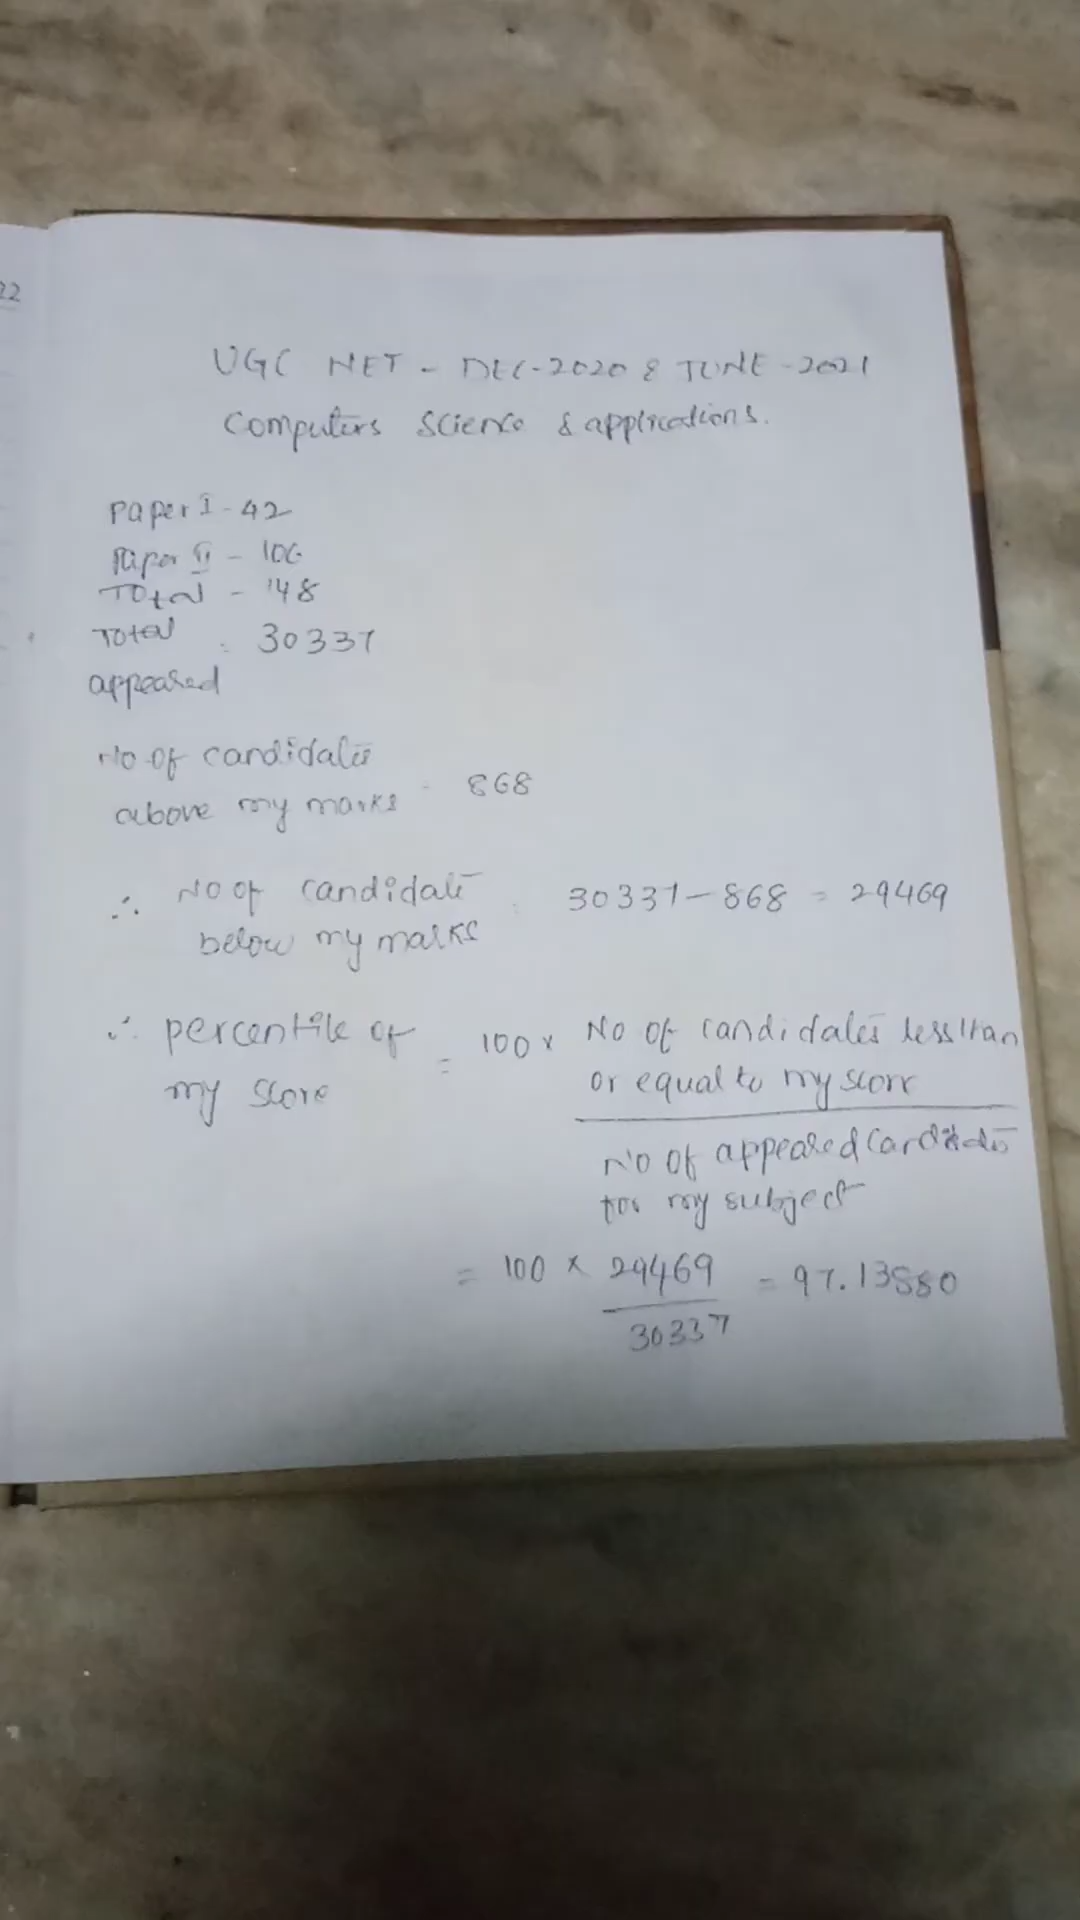 22
UGC NET - DEC-2020 & JUNE-2021
Computers Science & applications.
Paper I - 42
Paper II - 106
Total - 148
Total : 30337
appeared
No of candidates
above my marks : 868
∴ No of candidate
below my marks : 30337-868 = 29469
∴ percentile of my score = 100 × No of candidates less than
or equal to my score
No of appeared candidates
for my subject
= 100 × 29469 = 97.13880
30337